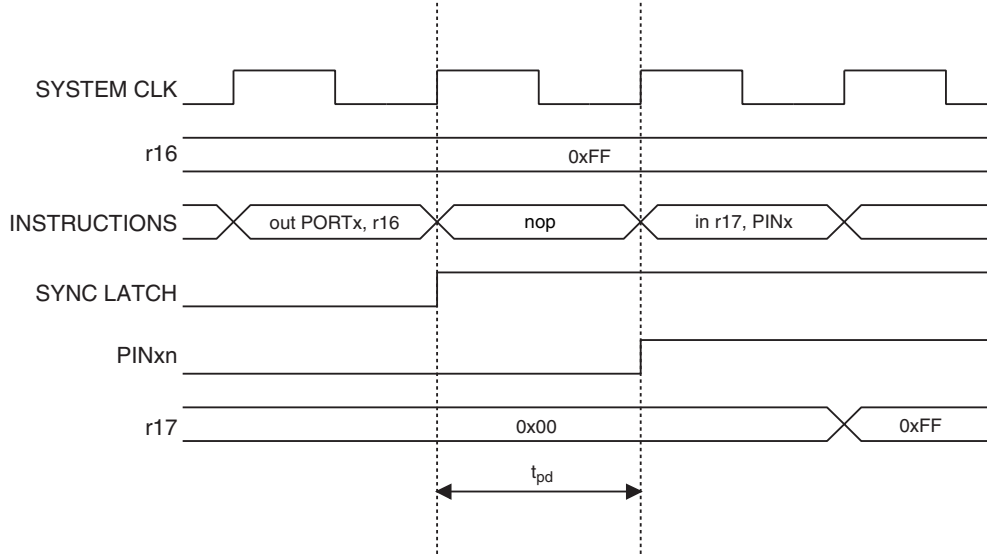 SYSTEM CLK
r16
0xFF
INSTRUCTIONS
out PORTx, r16
nop
in r17, PINx
SYNC LATCH
PINxn
r17
0x00
0xFF
tpd